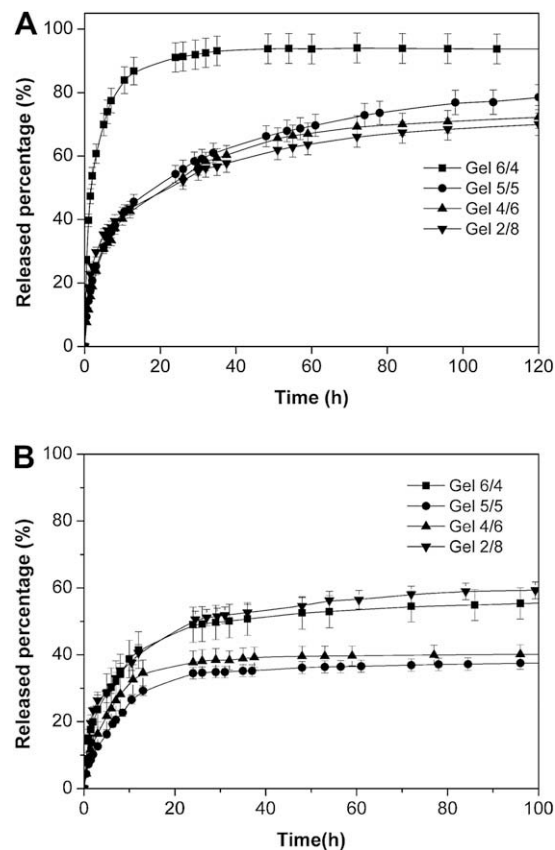 A
Released percentage (%)
100
80
60
40
20
0
Gel 6/4
Gel 5/5
Gel 4/6
Gel 2/8
0 20 40 60 80 100 120
Time (h)
B
Released percentage (%)
100
80
60
40
20
0
Gel 6/4
Gel 5/5
Gel 4/6
Gel 2/8
0 20 40 60 80 100
Time(h)